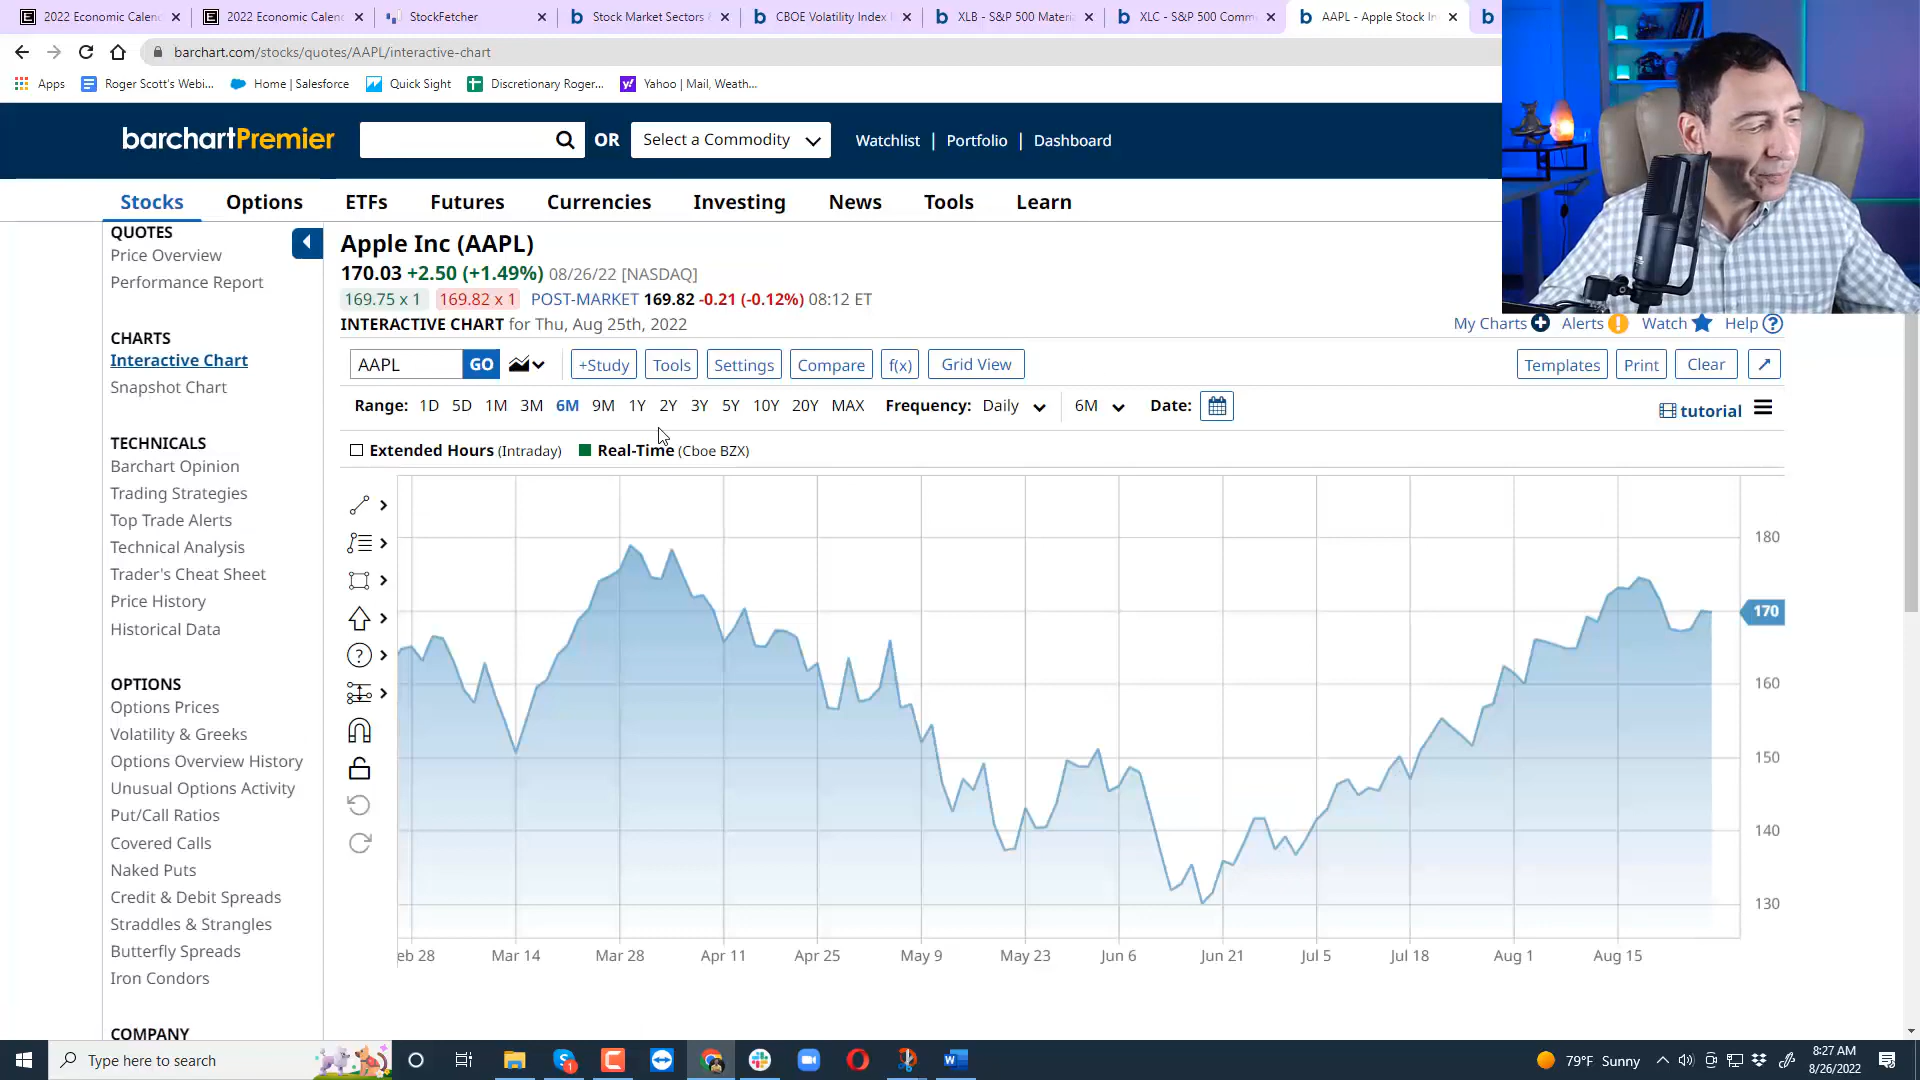 2022 Economic Calend
2022 Economic Calend
StockFetcher
Stock Market Sectors
CBOE Volatility Index
XLB - S&P 500 Materi
XLC - S&P 500 Comm
AAPL - Apple Stock In
barchart.com/stocks/quotes/AAPL/interactive-chart
Apps
Roger Scott's Webi...
Home | Salesforce
Quick Sight
Discretionary Roger...
Yahoo | Mail, Weath...
barchartPremier
OR
Select a Commodity
Watchlist | Portfolio | Dashboard
Stocks Options ETFs Futures Currencies Investing News Tools Learn
QUOTES
Price Overview
Performance Report
CHARTS
Interactive Chart
Snapshot Chart
TECHNICALS
Barchart Opinion
Trading Strategies
Top Trade Alerts
Technical Analysis
Trader's Cheat Sheet
Price History
Historical Data
OPTIONS
Options Prices
Volatility & Greeks
Options Overview History
Unusual Options Activity
Put/Call Ratios
Covered Calls
Naked Puts
Credit & Debit Spreads
Straddles & Strangles
Butterfly Spreads
Iron Condors
COMPANY
Apple Inc (AAPL)
170.03 +2.50 (+1.49%) 08/26/22 [NASDAQ]
169.75 x 1 169.82 x 1 POST-MARKET 169.82 -0.21 (-0.12%) 08:12 ET
INTERACTIVE CHART for Thu, Aug 25th, 2022
My Charts Alerts Watch Help
AAPL GO +Study Tools Settings Compare f(x) Grid View Templates Print Clear
Range: 1D 5D 1M 3M 6M 9M 1Y 2Y 3Y 5Y 10Y 20Y MAX Frequency: Daily 6M Date:
tutorial
Extended Hours (Intraday) Real-Time (Cboe BZX)
180
170
160
150
140
130
eb 28 Mar 14 Mar 28 Apr 11 Apr 25 May 9 May 23 Jun 6 Jun 21 Jul 5 Jul 18 Aug 1 Aug 15
Type here to search
79°F Sunny
8:27 AM
8/26/2022